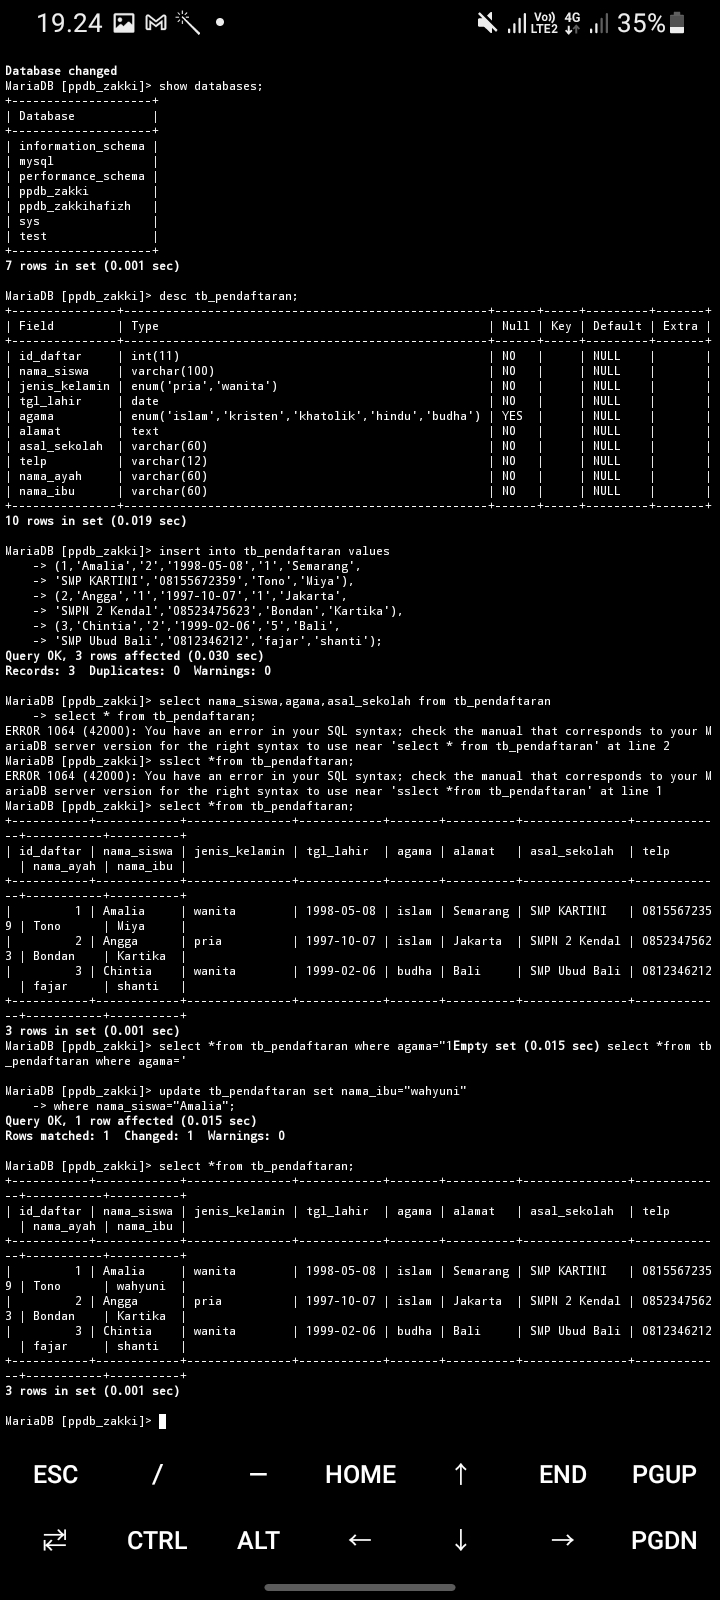 19.24 Vo) LTE2 4G 35%
Database changed
MariaDB [ppdb_zakki]> show databases;
+--------------------+
| Database           |
+--------------------+
| information_schema |
| mysql              |
| performance_schema |
| ppdb_zakki         |
| ppdb_zakkihafizh   |
| sys                |
| test               |
+--------------------+
7 rows in set (0.001 sec)
MariaDB [ppdb_zakki]> desc tb_pendaftaran;
+---------------+---------------------------------------------------+------+-----+---------+-------+
| Field         | Type                                              | Null | Key | Default | Extra |
+---------------+---------------------------------------------------+------+-----+---------+-------+
| id_daftar     | int(11)                                           | NO   |     | NULL    |       |
| nama_siswa    | varchar(100)                                      | NO   |     | NULL    |       |
| jenis_kelamin | enum('pria','wanita')                             | NO   |     | NULL    |       |
| tgl_lahir     | date                                              | NO   |     | NULL    |       |
| agama         | enum('islam','kristen','khatolik','hindu','budha') | YES  |     | NULL    |       |
| alamat        | text                                              | NO   |     | NULL    |       |
| asal_sekolah  | varchar(60)                                       | NO   |     | NULL    |       |
| telp          | varchar(12)                                       | NO   |     | NULL    |       |
| nama_ayah     | varchar(60)                                       | NO   |     | NULL    |       |
| nama_ibu      | varchar(60)                                       | NO   |     | NULL    |       |
+---------------+---------------------------------------------------+------+-----+---------+-------+
10 rows in set (0.019 sec)
MariaDB [ppdb_zakki]> insert into tb_pendaftaran values
    -> (1,'Amalia','2','1998-05-08','1','Semarang',
    -> 'SMP KARTINI','08155672359','Tono','Miya'),
    -> (2,'Angga','1','1997-10-07','1','Jakarta',
    -> 'SMPN 2 Kendal','08523475623','Bondan','Kartika'),
    -> (3,'Chintia','2','1999-02-06','5','Bali',
    -> 'SMP Ubud Bali','0812346212','fajar','shanti');
Query OK, 3 rows affected (0.030 sec)
Records: 3  Duplicates: 0  Warnings: 0
MariaDB [ppdb_zakki]> select nama_siswa,agama,asal_sekolah from tb_pendaftaran
    -> select * from tb_pendaftaran;
ERROR 1064 (42000): You have an error in your SQL syntax; check the manual that corresponds to your M
ariaDB server version for the right syntax to use near 'select * from tb_pendaftaran' at line 2
MariaDB [ppdb_zakki]> sslect *from tb_pendaftaran;
ERROR 1064 (42000): You have an error in your SQL syntax; check the manual that corresponds to your M
ariaDB server version for the right syntax to use near 'sslect *from tb_pendaftaran' at line 1
MariaDB [ppdb_zakki]> select *from tb_pendaftaran;
+-----------+------------+---------------+------------+-------+----------+---------------+-----------
--+-----------+----------+
| id_daftar | nama_siswa | jenis_kelamin | tgl_lahir  | agama | alamat   | asal_sekolah  | telp
  | nama_ayah | nama_ibu |
+-----------+------------+---------------+------------+-------+----------+---------------+-----------
--+-----------+----------+
|         1 | Amalia     | wanita        | 1998-05-08 | islam | Semarang | SMP KARTINI   | 0815567235
9 | Tono      | Miya     |
|         2 | Angga      | pria          | 1997-10-07 | islam | Jakarta  | SMPN 2 Kendal | 0852347562
3 | Bondan    | Kartika  |
|         3 | Chintia    | wanita        | 1999-02-06 | budha | Bali     | SMP Ubud Bali | 0812346212
  | fajar     | shanti   |
+-----------+------------+---------------+------------+-------+----------+---------------+-----------
--+-----------+----------+
3 rows in set (0.001 sec)
MariaDB [ppdb_zakki]> select *from tb_pendaftaran where agama="1Empty set (0.015 sec) select *from tb
_pendaftaran where agama='
MariaDB [ppdb_zakki]> update tb_pendaftaran set nama_ibu="wahyuni"
    -> where nama_siswa="Amalia";
Query OK, 1 row affected (0.015 sec)
Rows matched: 1  Changed: 1  Warnings: 0
MariaDB [ppdb_zakki]> select *from tb_pendaftaran;
+-----------+------------+---------------+------------+-------+----------+---------------+-----------
--+-----------+----------+
| id_daftar | nama_siswa | jenis_kelamin | tgl_lahir  | agama | alamat   | asal_sekolah  | telp
  | nama_ayah | nama_ibu |
+-----------+------------+---------------+------------+-------+----------+---------------+-----------
--+-----------+----------+
|         1 | Amalia     | wanita        | 1998-05-08 | islam | Semarang | SMP KARTINI   | 0815567235
9 | Tono      | wahyuni  |
|         2 | Angga      | pria          | 1997-10-07 | islam | Jakarta  | SMPN 2 Kendal | 0852347562
3 | Bondan    | Kartika  |
|         3 | Chintia    | wanita        | 1999-02-06 | budha | Bali     | SMP Ubud Bali | 0812346212
  | fajar     | shanti   |
+-----------+------------+---------------+------------+-------+----------+---------------+-----------
--+-----------+----------+
3 rows in set (0.001 sec)
MariaDB [ppdb_zakki]>
ESC / – HOME ↑ END PGUP
⇄ CTRL ALT ← ↓ → PGDN